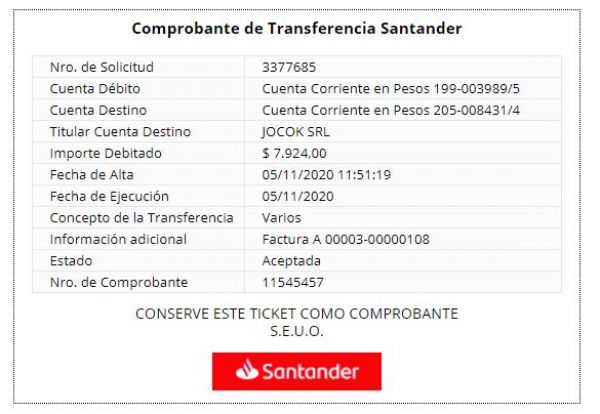 Comprobante de Transferencia Santander
Nro. de Solicitud 3377685
Cuenta Débito Cuenta Corriente en Pesos 199-003989/5
Cuenta Destino Cuenta Corriente en Pesos 205-008431/4
Titular Cuenta Destino JOCOK SRL
Importe Debitado $ 7.924,00
Fecha de Alta 05/11/2020 11:51:19
Fecha de Ejecución 05/11/2020
Concepto de la Transferencia Varios
Información adicional Factura A 00003-00000108
Estado Aceptada
Nro. de Comprobante 11545457
CONSERVE ESTE TICKET COMO COMPROBANTE
S.E.U.O.
Santander